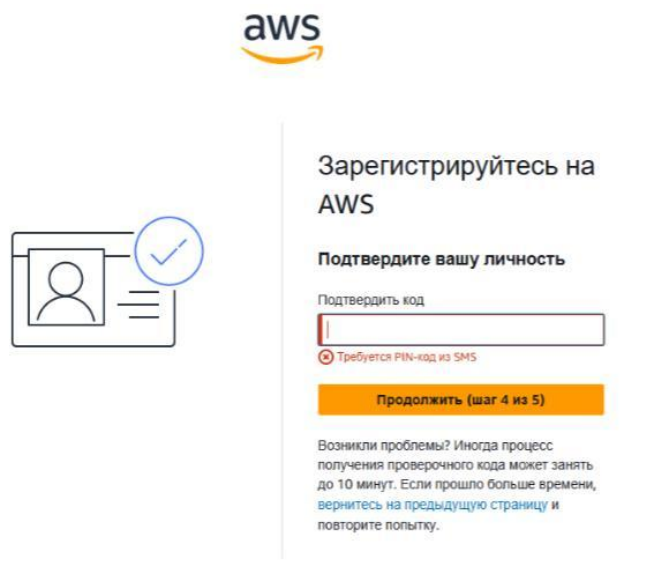 aws
Зарегистрируйтесь на
AWS
Подтвердите вашу личность
Подтвердить код
Требуется PIN-код из SMS
Продолжить (шаг 4 из 5)
Возникли проблемы? Иногда процесс
получения проверочного кода может занять
до 10 минут. Если прошло больше времени,
вернитесь на предыдущую страницу и
повторите попытку.